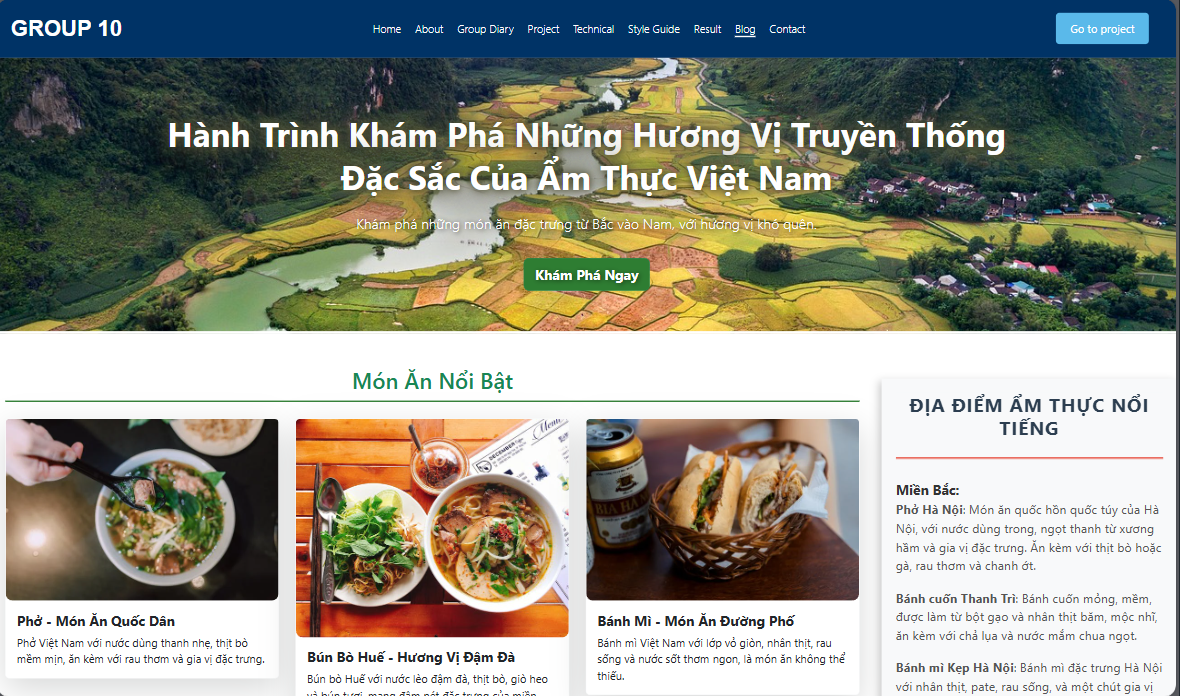 GROUP 10
Home About Group Diary Project Technical Style Guide Result Blog Contact
Go to project
Hành Trình Khám Phá Những Hương Vị Truyền Thống
Đặc Sắc Của Ẩm Thực Việt Nam
Khám phá những món ăn đặc trưng từ Bắc vào Nam, với hương vị khó quên.
Khám Phá Ngay
Món Ăn Nổi Bật
Menu
DECEMBER
BIA HÀ
Phở - Món Ăn Quốc Dân
Phở Việt Nam với nước dùng thanh nhẹ, thịt bò
mềm mịn, ăn kèm với rau thơm và gia vị đặc trưng.
Bún Bò Huế - Hương Vị Đậm Đà
Bún bò Huế với nước lèo đậm đà, thịt bò, giò heo
và bún tươi, mang đậm nét đặc trưng của miền
Bánh Mì - Món Ăn Đường Phố
Bánh mì Việt Nam với lớp vỏ giòn, nhân thịt, rau
sống và nước sốt thơm ngon, là món ăn không thể
thiếu.
ĐỊA ĐIỂM ẨM THỰC NỔI
TIẾNG
Miền Bắc:
Phở Hà Nội: Món ăn quốc hồn quốc túy của Hà
Nội, với nước dùng trong, ngọt thanh từ xương
hầm và gia vị đặc trưng. Ăn kèm với thịt bò hoặc
gà, rau thơm và chanh ớt.
Bánh cuốn Thanh Trì: Bánh cuốn mỏng, mềm,
được làm từ bột gạo và nhân thịt băm, mộc nhĩ,
ăn kèm với chả lụa và nước mắm chua ngọt.
Bánh mì Kẹp Hà Nội: Bánh mì đặc trưng Hà Nội
với nhân thịt, pate, rau sống, và một chút gia vị